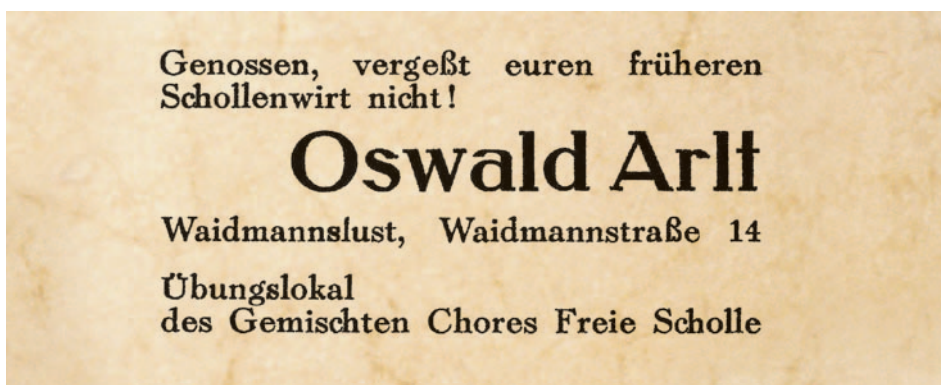 Genossen, vergeßt euren früheren
Schollenwirt nicht!
Oswald Arlt
Waidmannslust, Waidmannstraße 14
Übungslokal
des Gemischten Chores Freie Scholle